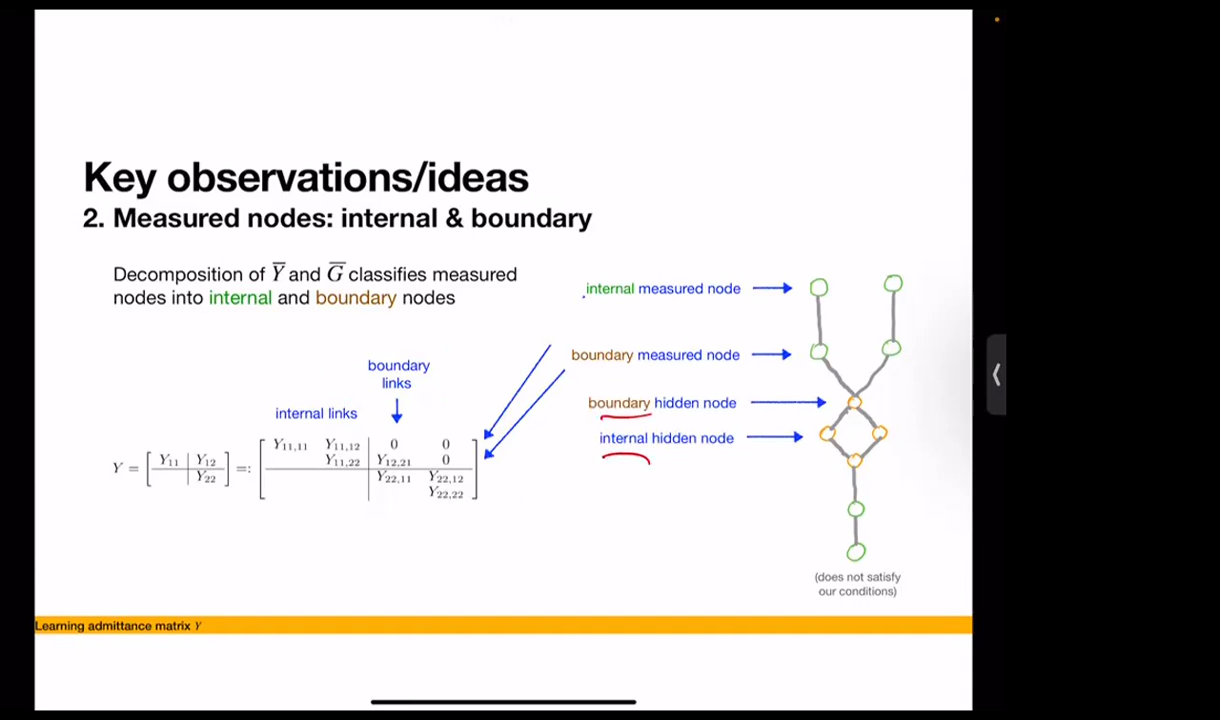 Key observations/ideas
2. Measured nodes: internal & boundary
Decomposition of Y̅ and G̅ classifies measured
nodes into internal and boundary nodes
internal measured node
boundary measured node
boundary hidden node
internal hidden node
boundary
links
internal links
Y = [ Y₁₁ | Y₁₂ ; Y₂₂ ] =: [ Y₁₁,₁₁ Y₁₁,₁₂ | 0 0
Y₁₁,₂₂ | Y₁₂,₂₁ 0
Y₂₂,₁₁ Y₂₂,₁₂
Y₂₂,₂₂ ]
(does not satisfy
our conditions)
Learning admittance matrix Y